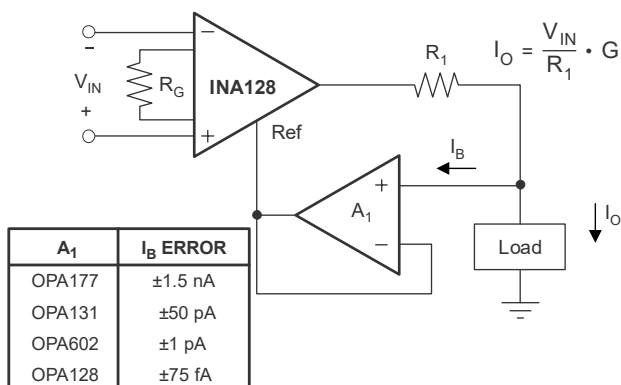 −
V_IN
+
R_G
−
INA128
+
Ref
R_1
I_O = V_IN / R_1 • G
I_B
+
A_1
−
I_O
Load
A_1 I_B ERROR
OPA177 ±1.5 nA
OPA131 ±50 pA
OPA602 ±1 pA
OPA128 ±75 fA